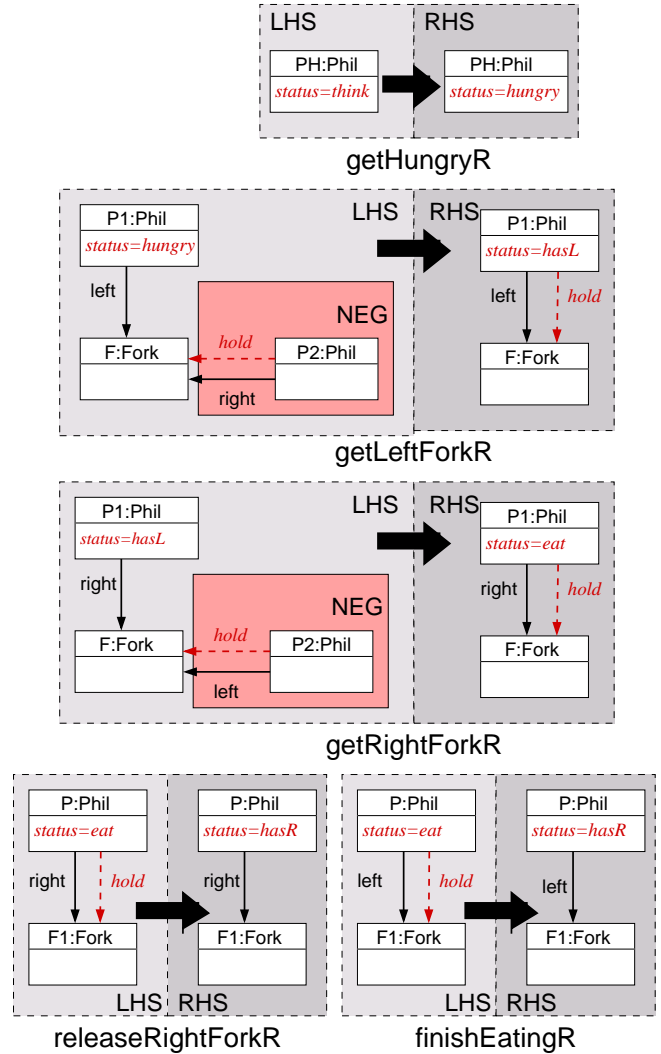 LHS RHS
PH:Phil PH:Phil
status=think status=hungry
getHungryR
P1:Phil LHS RHS P1:Phil
status=hungry status=hasL
left NEG left hold
F:Fork hold P2:Phil F:Fork
right
getLeftForkR
P1:Phil LHS RHS P1:Phil
status=hasL status=eat
right NEG right hold
F:Fork hold P2:Phil F:Fork
left
getRightForkR
P:Phil P:Phil P:Phil P:Phil
status=eat status=hasR status=eat status=hasR
right hold right left hold left
F1:Fork F1:Fork F1:Fork F1:Fork
LHS RHS LHS RHS
releaseRightForkR finishEatingR